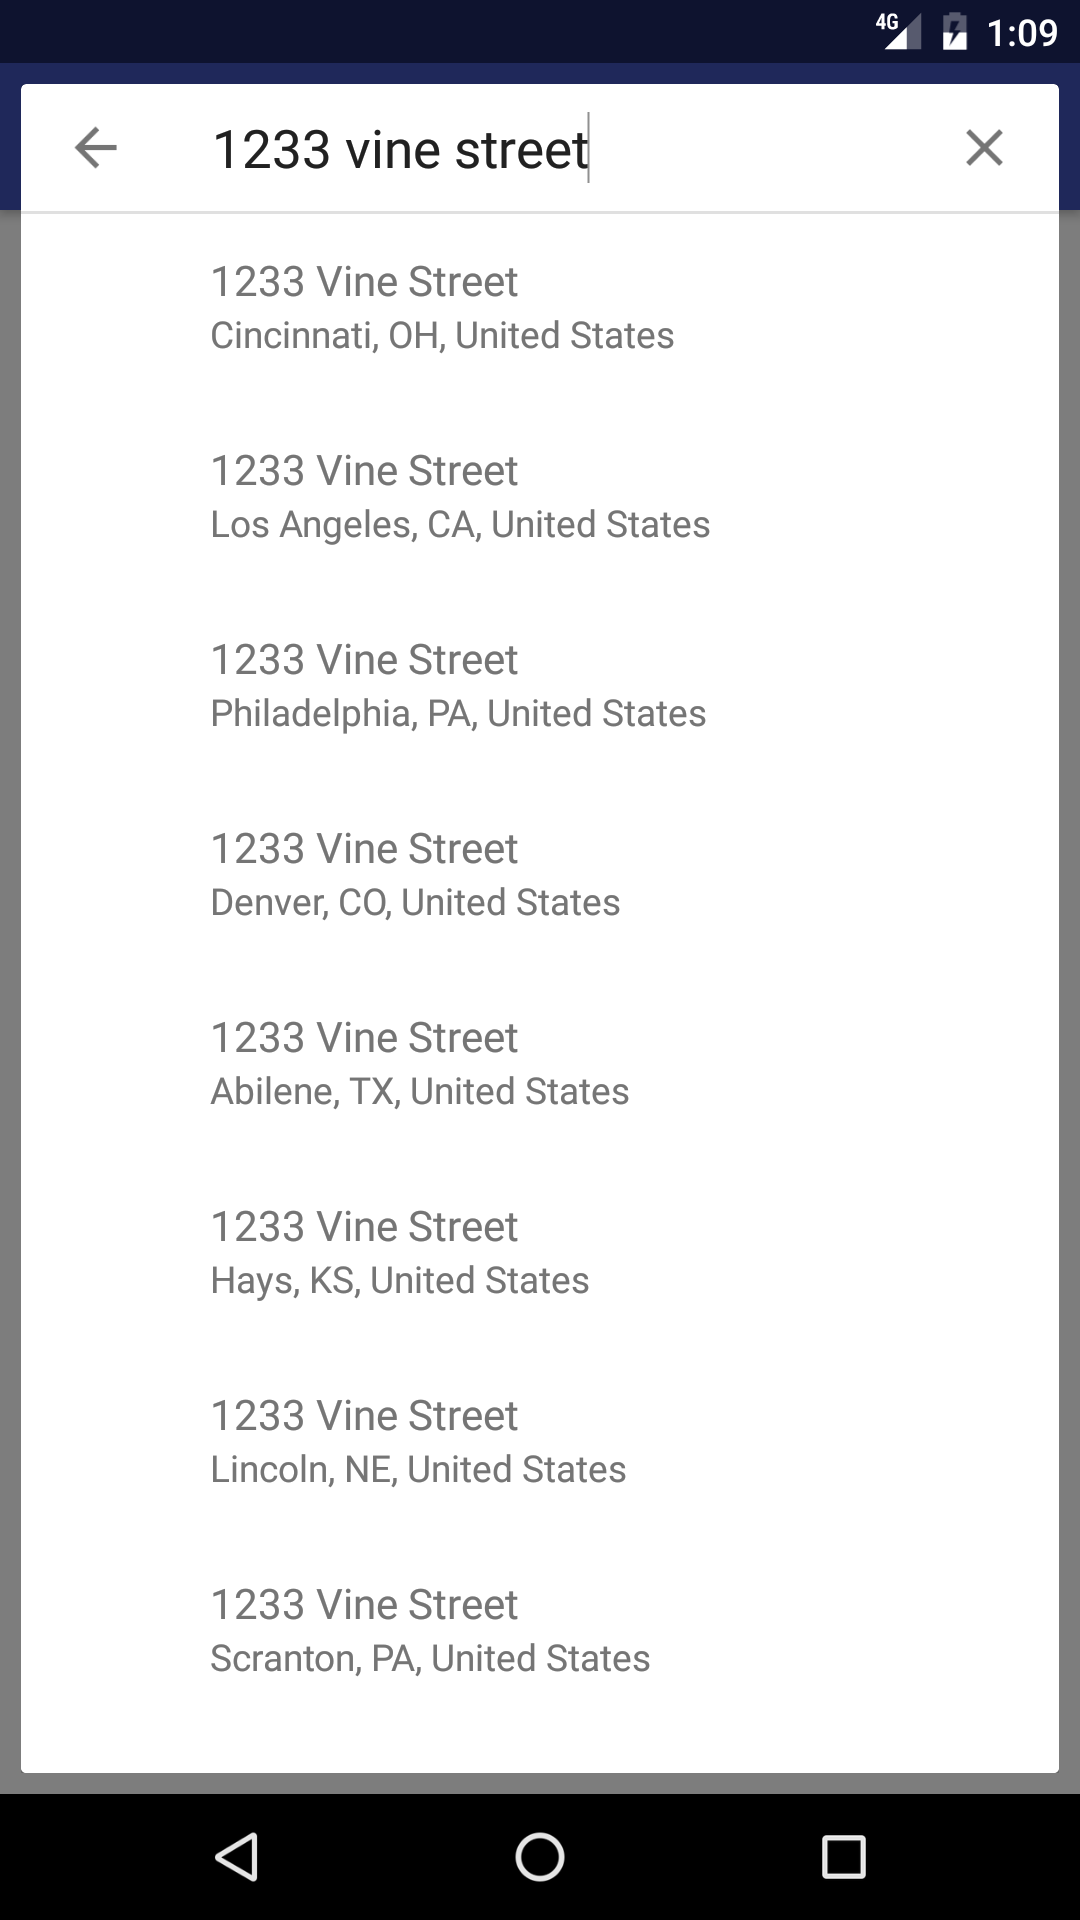 4G 1:09
1233 vine street
1233 Vine Street
Cincinnati, OH, United States
1233 Vine Street
Los Angeles, CA, United States
1233 Vine Street
Philadelphia, PA, United States
1233 Vine Street
Denver, CO, United States
1233 Vine Street
Abilene, TX, United States
1233 Vine Street
Hays, KS, United States
1233 Vine Street
Lincoln, NE, United States
1233 Vine Street
Scranton, PA, United States